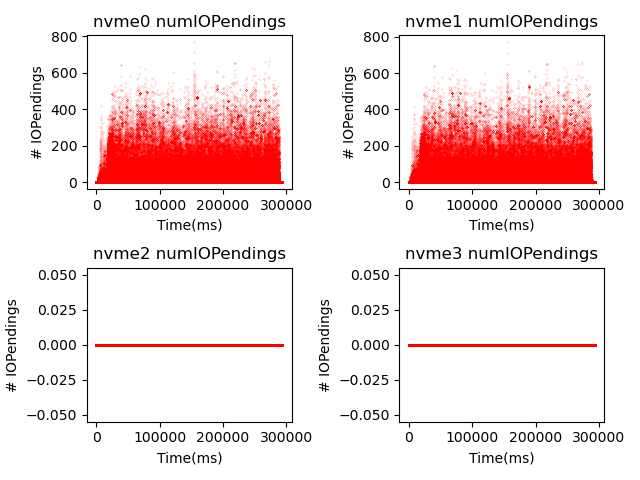 nvme0 numIOPendings
800
600
400
200
0
# IOPendings
0 100000 200000 300000
Time(ms)
nvme1 numIOPendings
800
600
400
200
0
# IOPendings
0 100000 200000 300000
Time(ms)
nvme2 numIOPendings
0.050
0.025
0.000
−0.025
−0.050
# IOPendings
0 100000 200000 300000
Time(ms)
nvme3 numIOPendings
0.050
0.025
0.000
−0.025
−0.050
# IOPendings
0 100000 200000 300000
Time(ms)